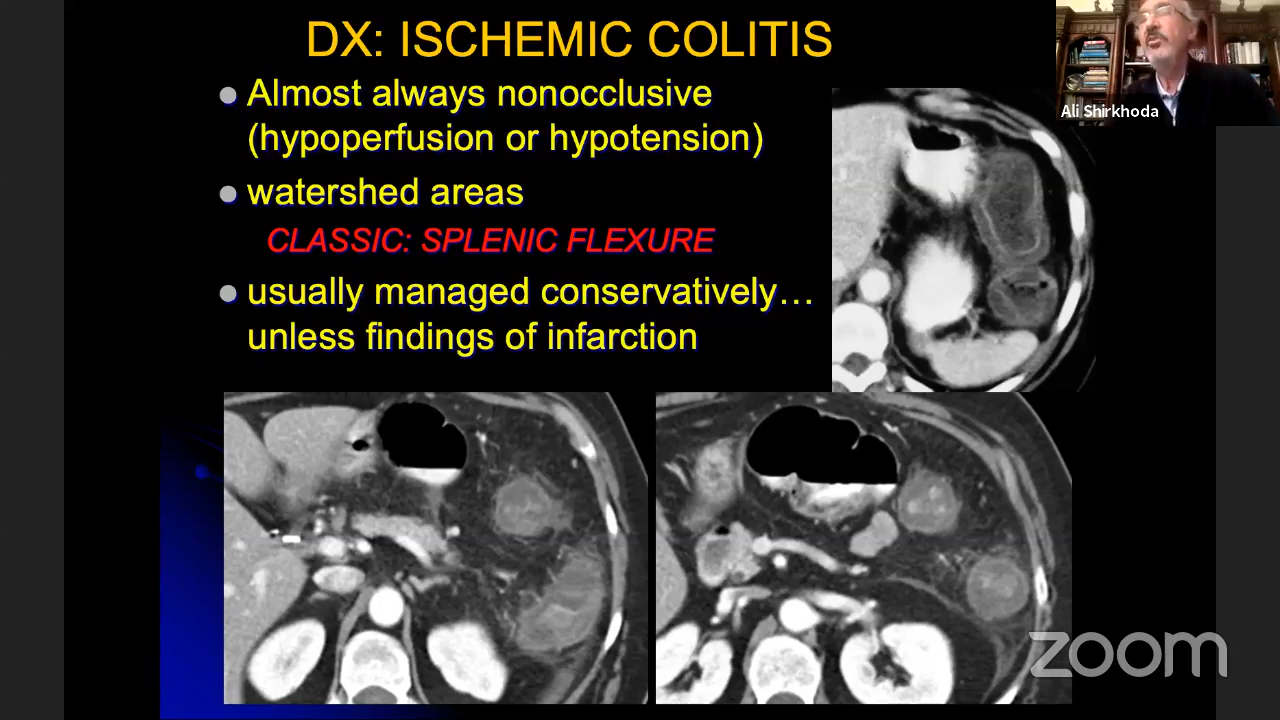 DX: ISCHEMIC COLITIS
Almost always nonocclusive
(hypoperfusion or hypotension)
watershed areas
CLASSIC: SPLENIC FLEXURE
usually managed conservatively…
unless findings of infarction
Ali Shirkhoda
zoom